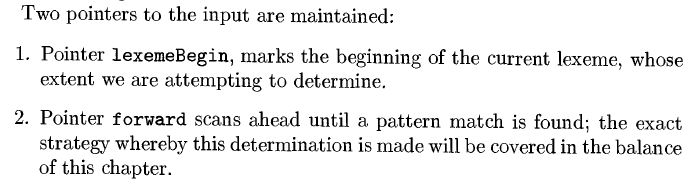 Two pointers to the input are maintained:
1. Pointer lexemeBegin, marks the beginning of the current lexeme, whose
extent we are attempting to determine.
2. Pointer forward scans ahead until a pattern match is found; the exact
strategy whereby this determination is made will be covered in the balance
of this chapter.